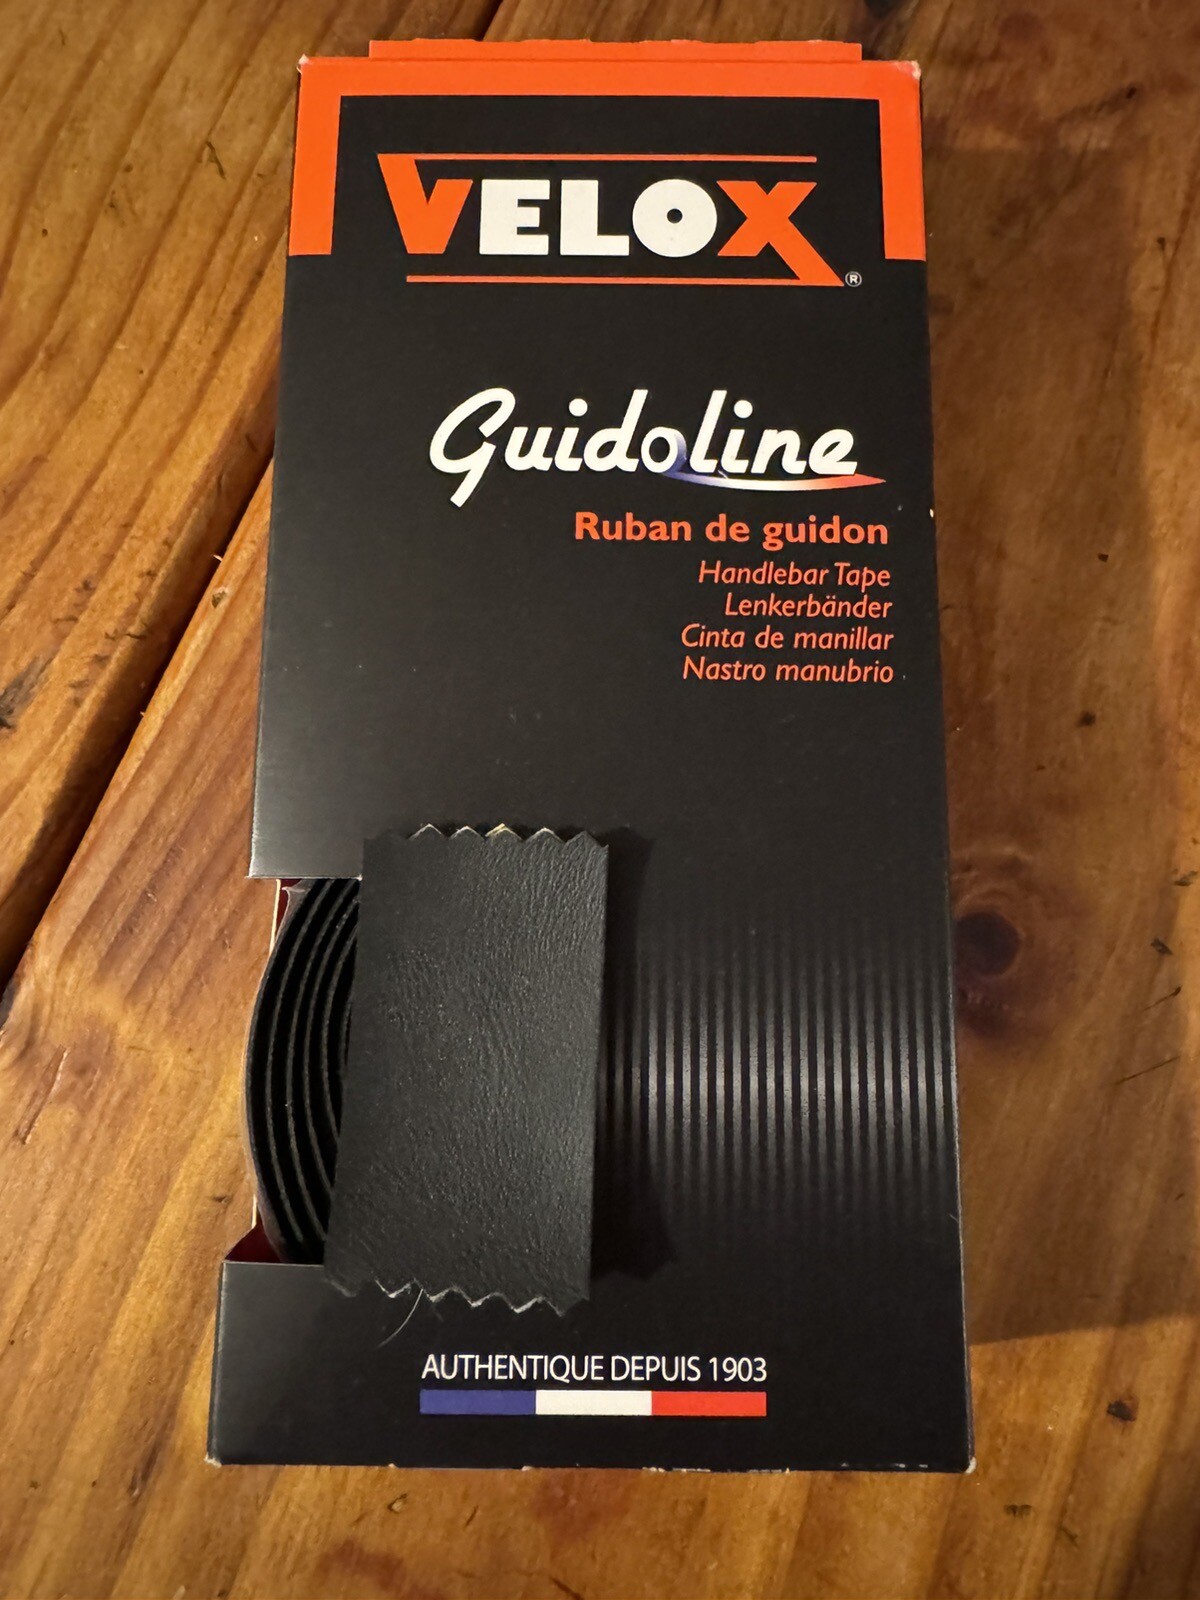 VELOX
®
Guidoline
Ruban de guidon
Handlebar Tape
Lenkerbänder
Cinta de manillar
Nastro manubrio
AUTHENTIQUE DEPUIS 1903